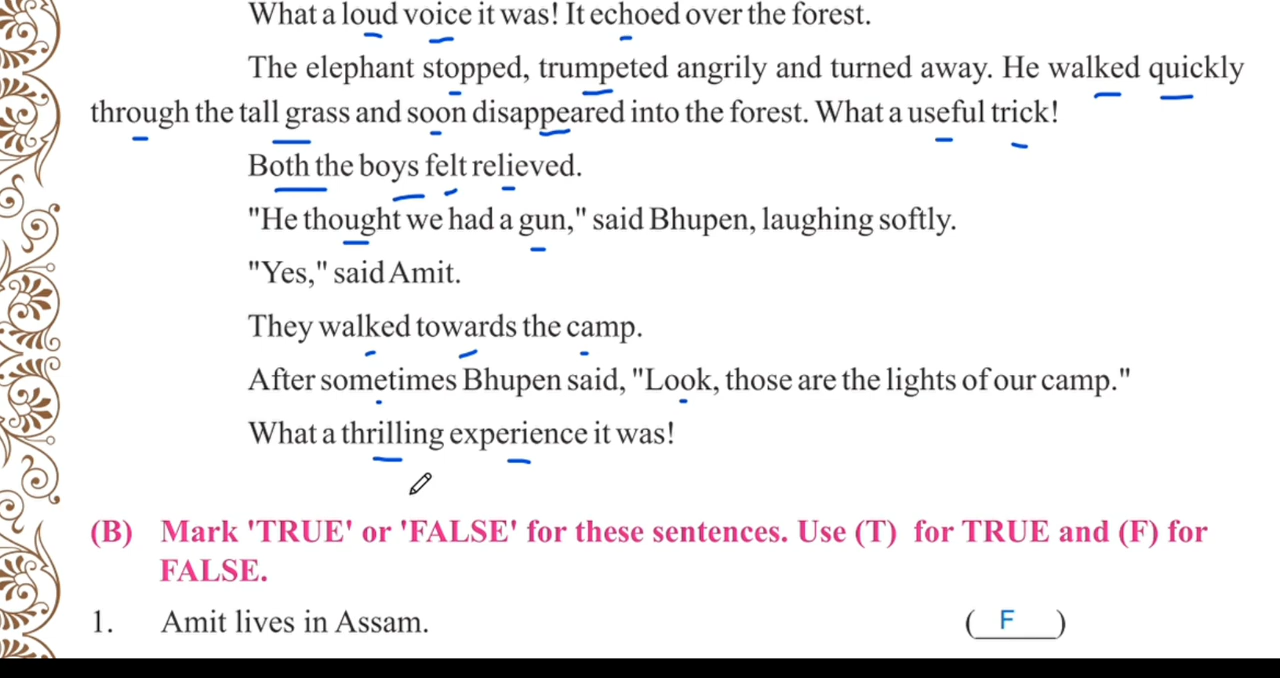 What a loud voice it was! It echoed over the forest.
The elephant stopped, trumpeted angrily and turned away. He walked quickly
through the tall grass and soon disappeared into the forest. What a useful trick!
Both the boys felt relieved.
"He thought we had a gun," said Bhupen, laughing softly.
"Yes," said Amit.
They walked towards the camp.
After sometimes Bhupen said, "Look, those are the lights of our camp."
What a thrilling experience it was!
(B) Mark 'TRUE' or 'FALSE' for these sentences. Use (T) for TRUE and (F) for
FALSE.
1. Amit lives in Assam. ( F )